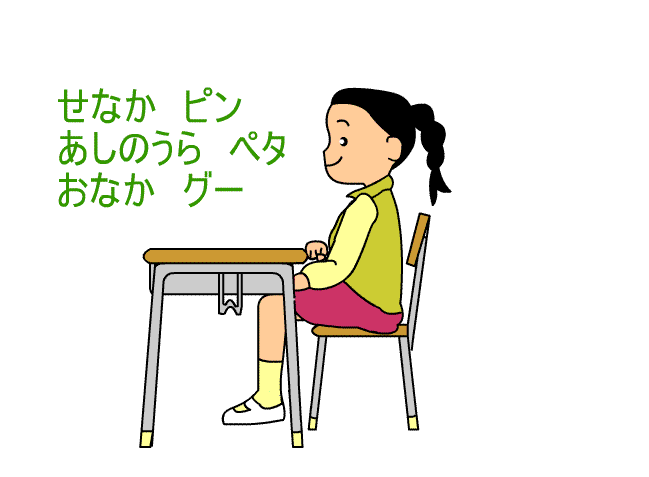 せなか　ピン
あしのうら　ペタ
おなか　グー